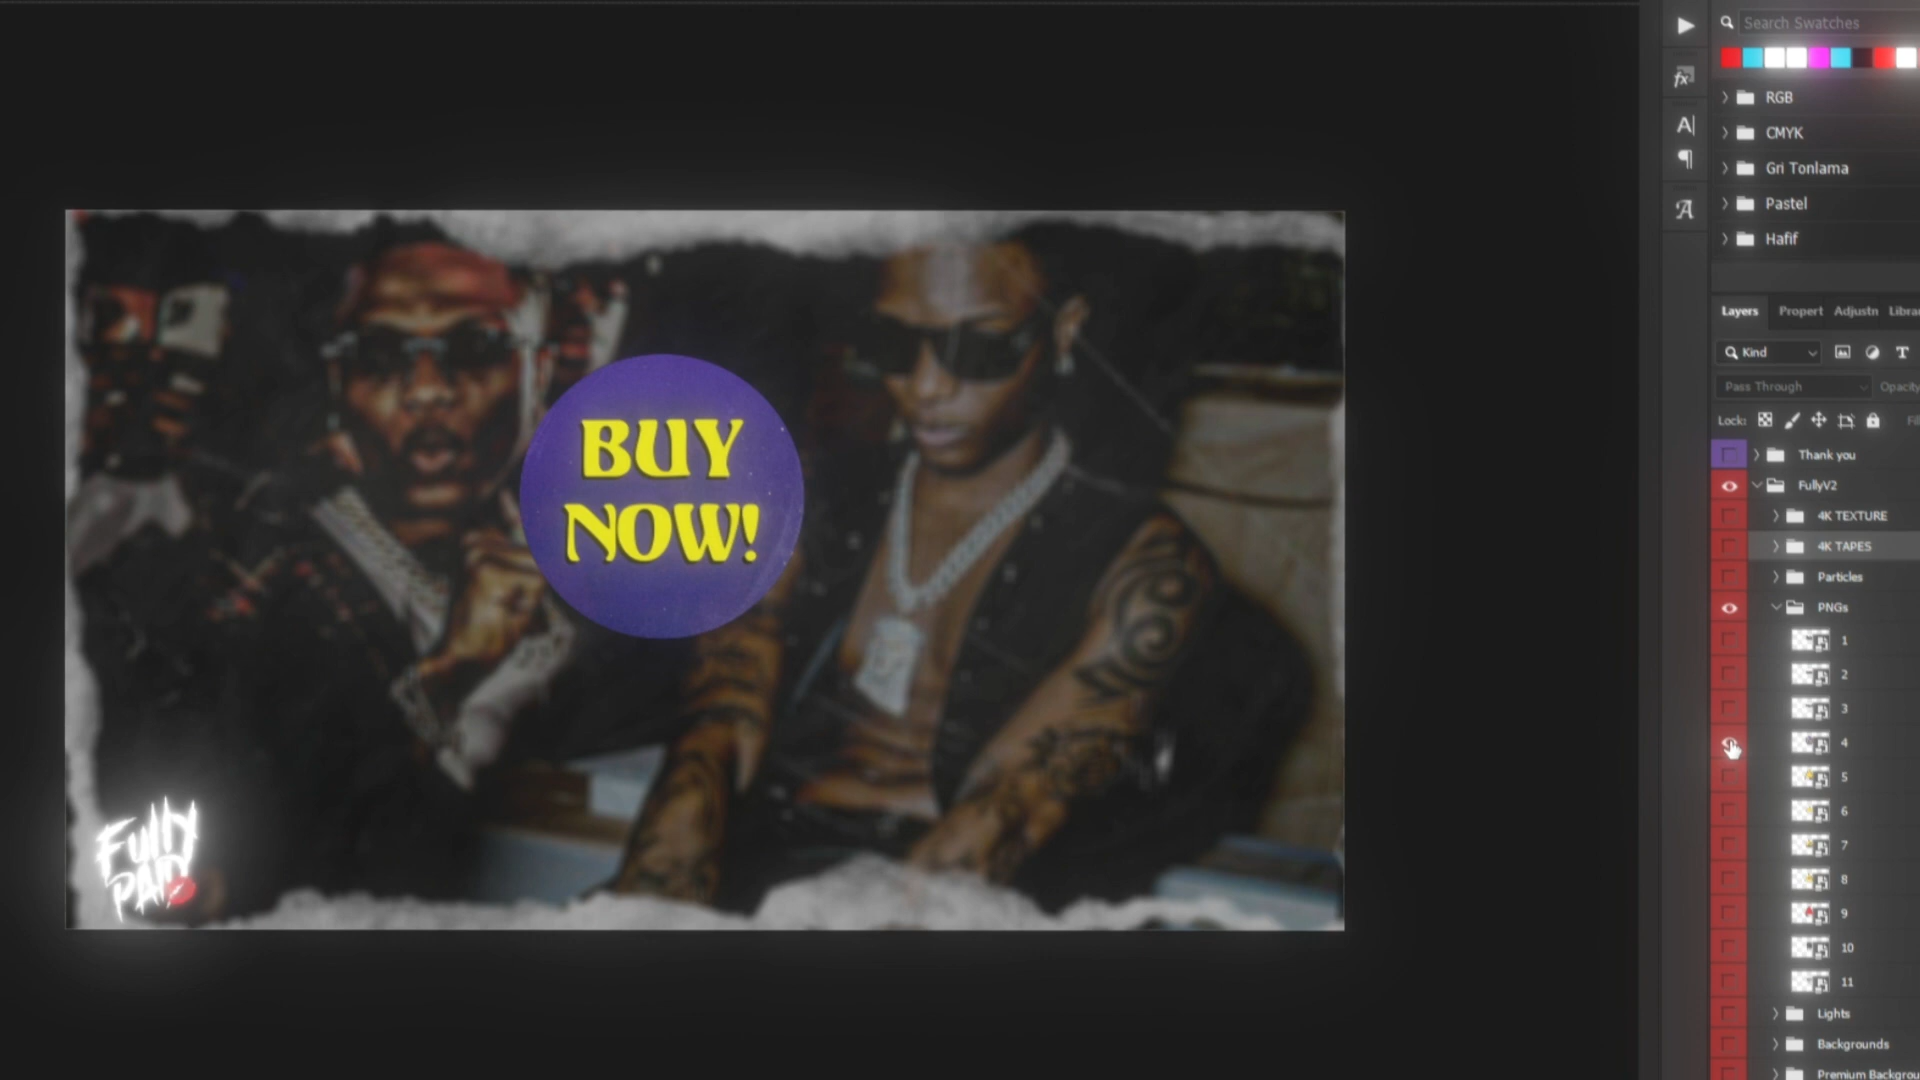 Search Swatches
RGB
CMYK
Gri Tonlama
Pastel
Hafif
Layers
Propert
Adjustn
Kind
Pass Through
Opacity
Lock:
Thank you
FullyV2
4K TEXTURE
4K TAPES
Particles
PNGs
1
2
3
4
5
6
7
8
9
10
11
Lights
Backgrounds
Premium Backgrou
BUY
NOW!
Fully
PAID